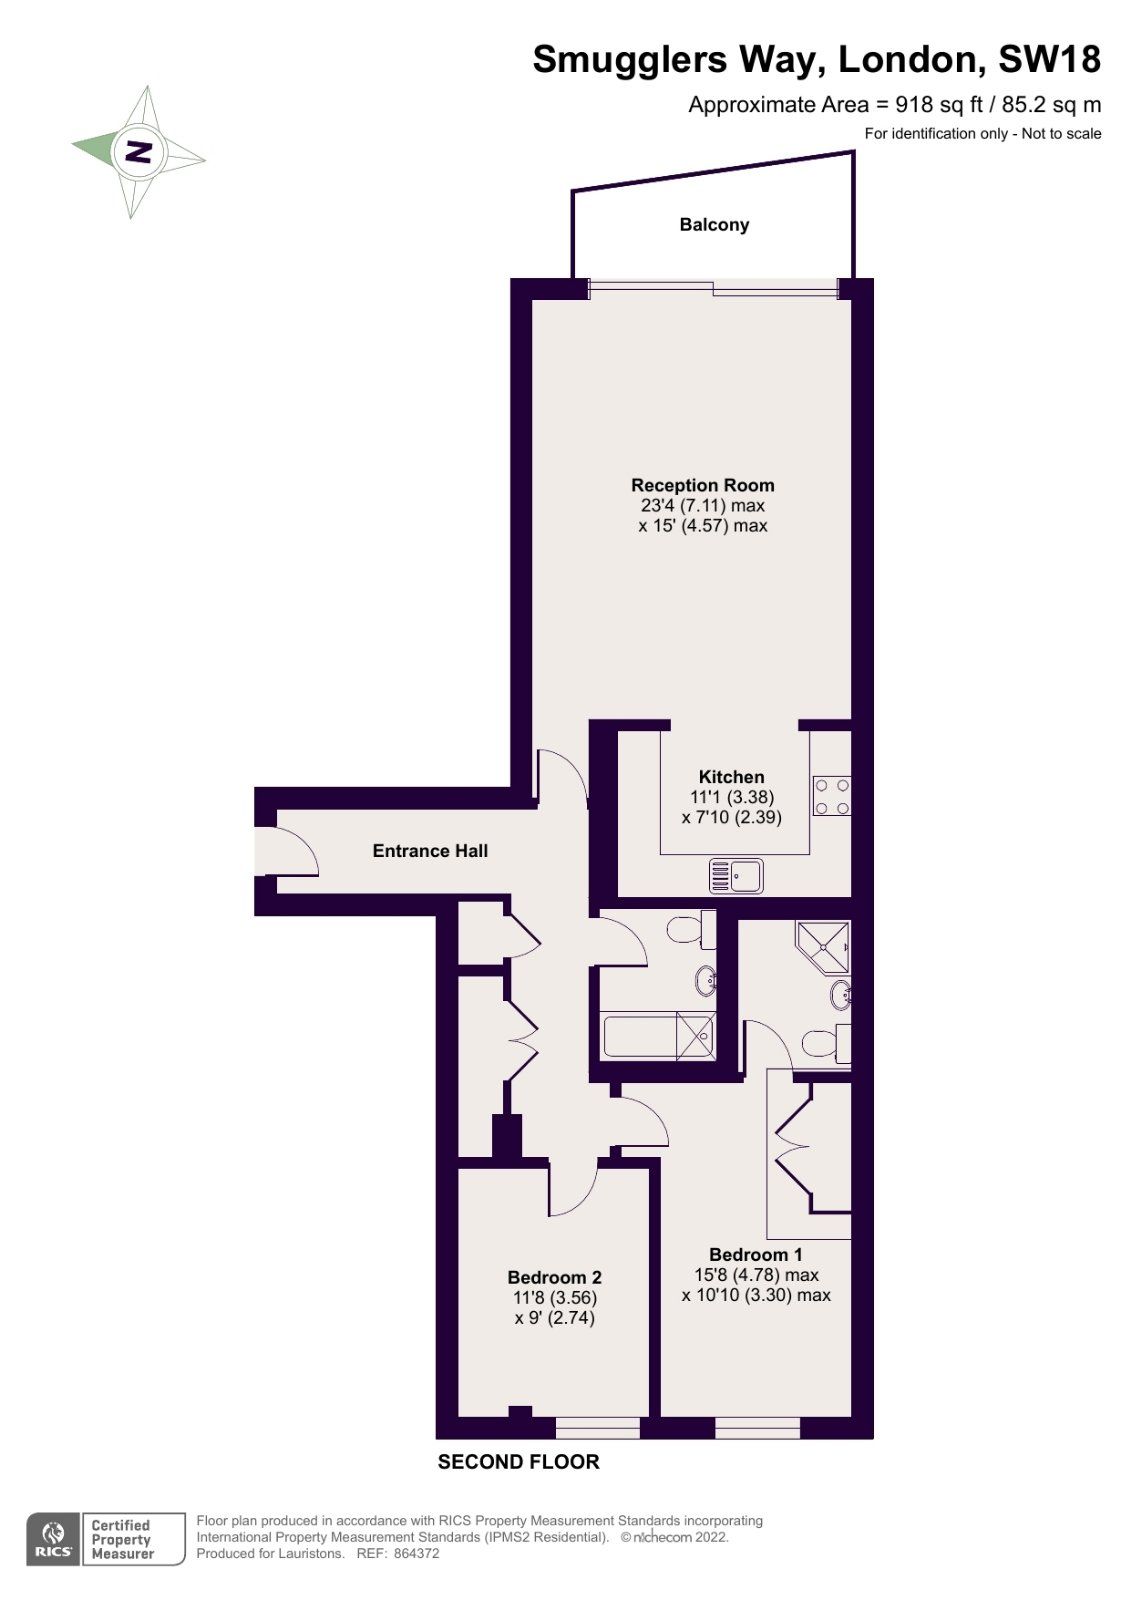 Smugglers Way, London, SW18
Approximate Area = 918 sq ft / 85.2 sq m
For identification only - Not to scale
N
Balcony
Reception Room
23'4 (7.11) max
x 15' (4.57) max
Kitchen
11'1 (3.38)
x 7'10 (2.39)
Entrance Hall
Bedroom 1
15'8 (4.78) max
x 10'10 (3.30) max
Bedroom 2
11'8 (3.56)
x 9' (2.74)
SECOND FLOOR
RICS
Certified
Property
Measurer
Floor plan produced in accordance with RICS Property Measurement Standards incorporating
International Property Measurement Standards (IPMS2 Residential). © nichecom 2022.
Produced for Lauristons. REF: 864372